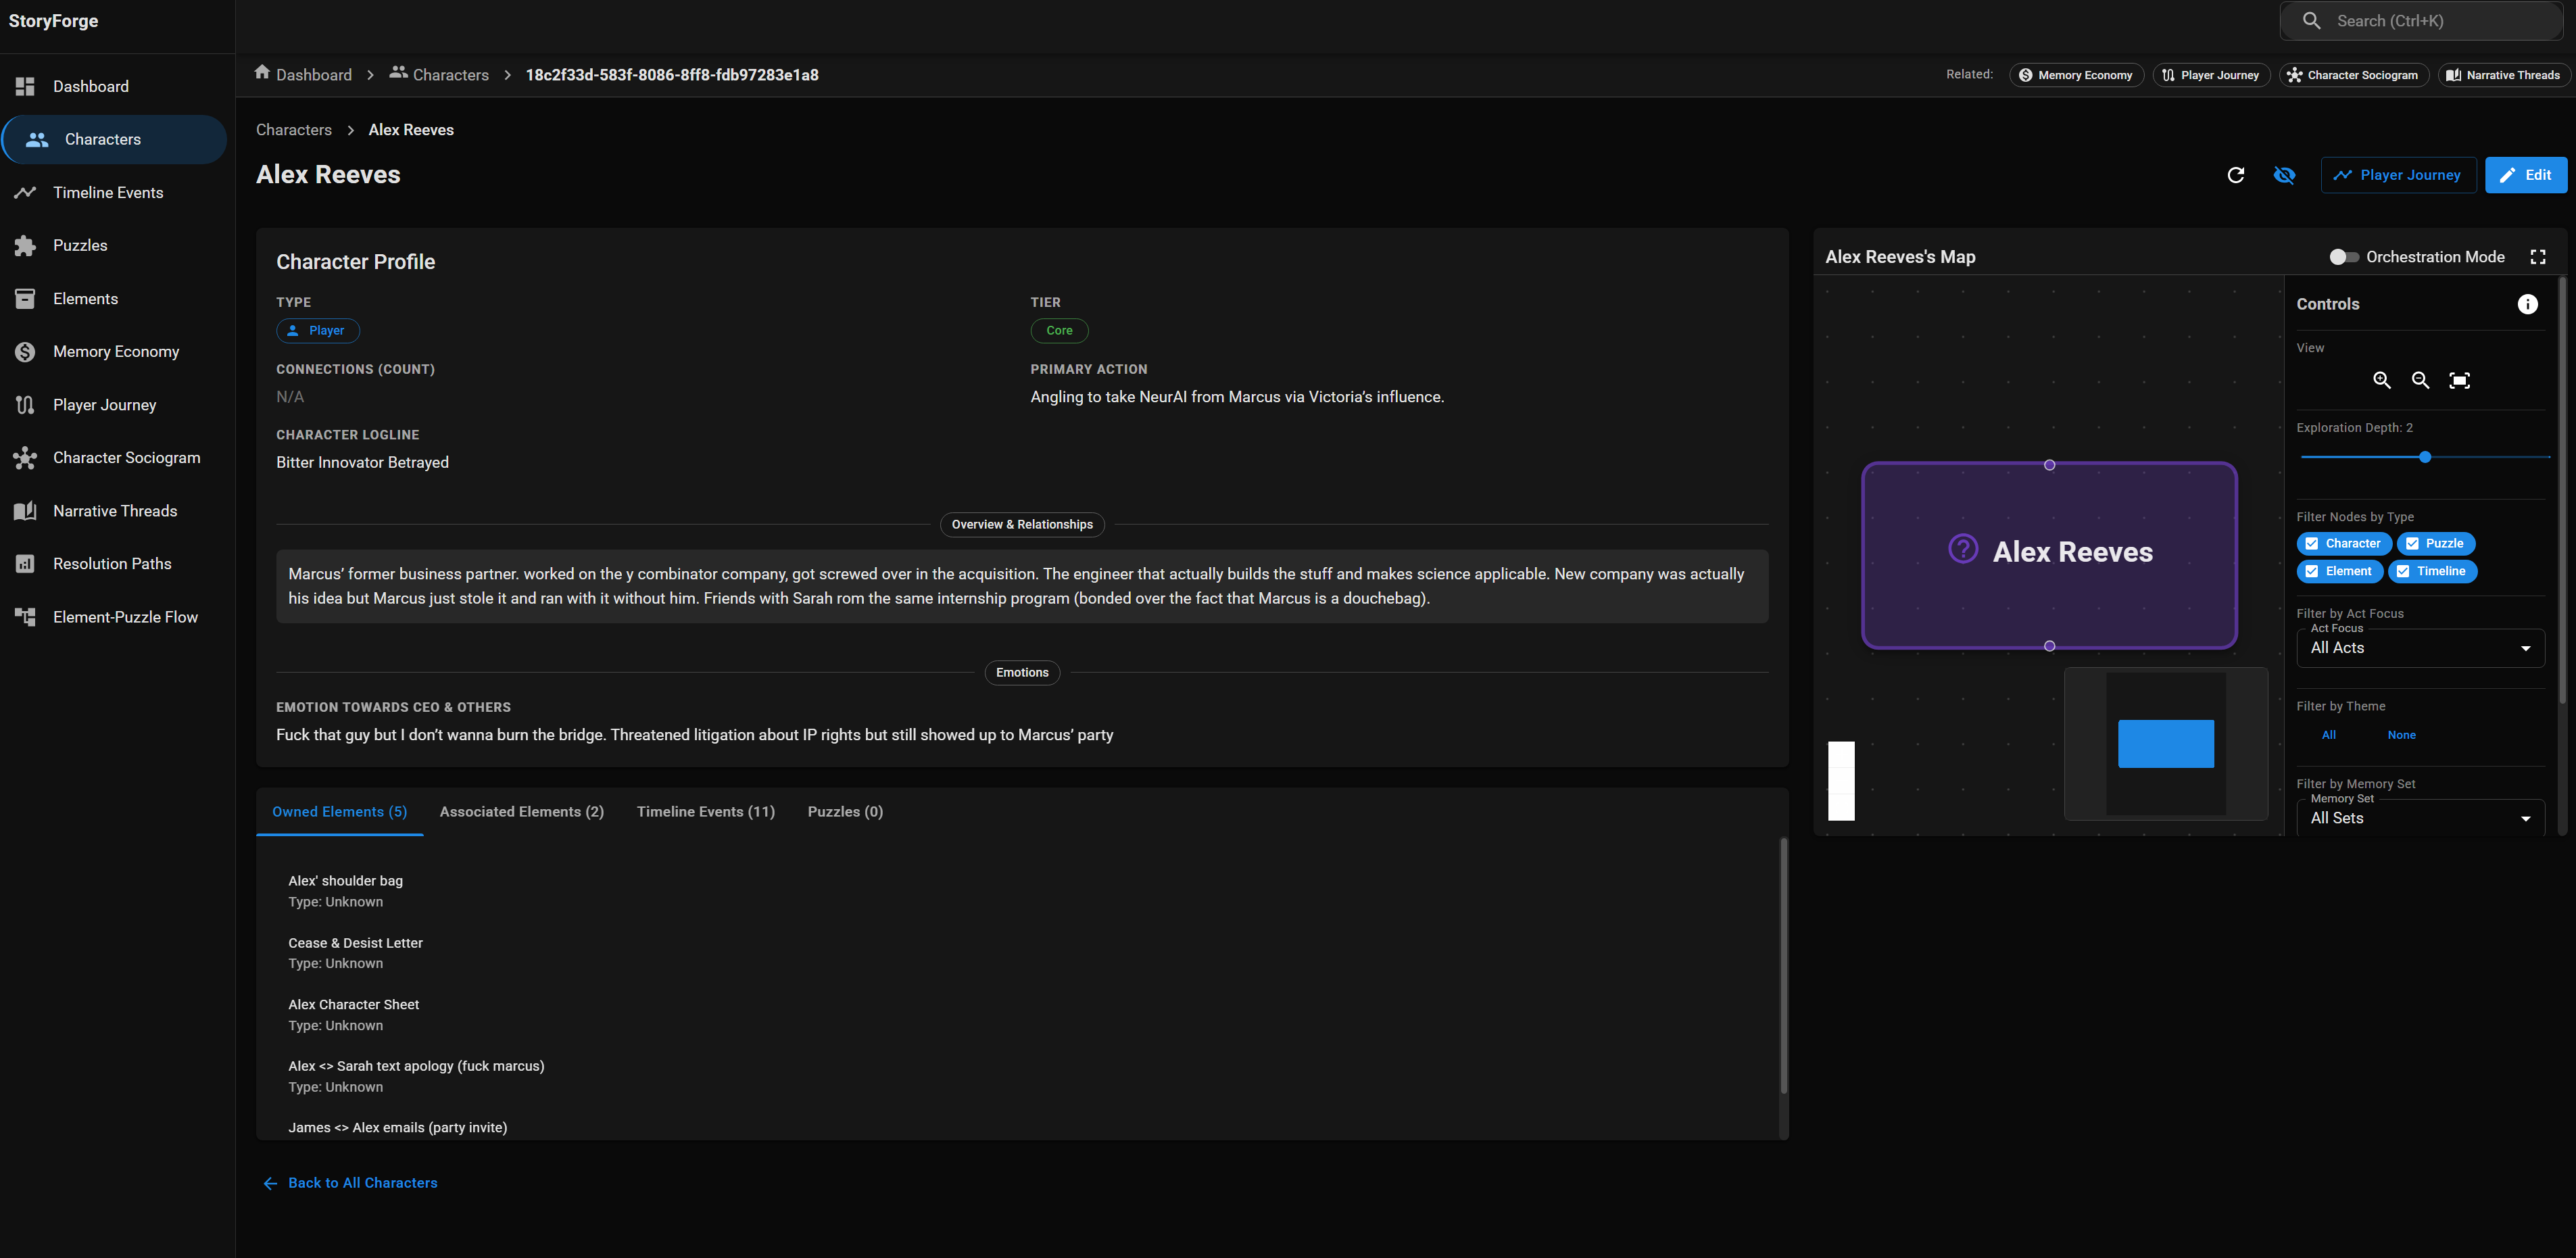 StoryForge
Search (Ctrl+K)
Dashboard
Characters
Timeline Events
Puzzles
Elements
Memory Economy
Player Journey
Character Sociogram
Narrative Threads
Resolution Paths
Element-Puzzle Flow
Dashboard > Characters > 18c2f33d-583f-8086-8ff8-fdb97283e1a8
Related: Memory Economy Player Journey Character Sociogram Narrative Threads
Characters > Alex Reeves
Alex Reeves
Player Journey
Edit
Character Profile
TYPE
Player
TIER
Core
CONNECTIONS (COUNT)
N/A
PRIMARY ACTION
Angling to take NeurAI from Marcus via Victoria’s influence.
CHARACTER LOGLINE
Bitter Innovator Betrayed
Overview & Relationships
Marcus’ former business partner. worked on the y combinator company, got screwed over in the acquisition. The engineer that actually builds the stuff and makes science applicable. New company was actually
his idea but Marcus just stole it and ran with it without him. Friends with Sarah rom the same internship program (bonded over the fact that Marcus is a douchebag).
Emotions
EMOTION TOWARDS CEO & OTHERS
Fuck that guy but I don’t wanna burn the bridge. Threatened litigation about IP rights but still showed up to Marcus’ party
Owned Elements (5) Associated Elements (2) Timeline Events (11) Puzzles (0)
Alex' shoulder bag
Type: Unknown
Cease & Desist Letter
Type: Unknown
Alex Character Sheet
Type: Unknown
Alex <> Sarah text apology (fuck marcus)
Type: Unknown
James <> Alex emails (party invite)
Back to All Characters
Alex Reeves's Map
Orchestration Mode
Alex Reeves
Controls
View
Exploration Depth: 2
Filter Nodes by Type
Character Puzzle
Element Timeline
Filter by Act Focus
Act Focus
All Acts
Filter by Theme
All None
Filter by Memory Set
Memory Set
All Sets